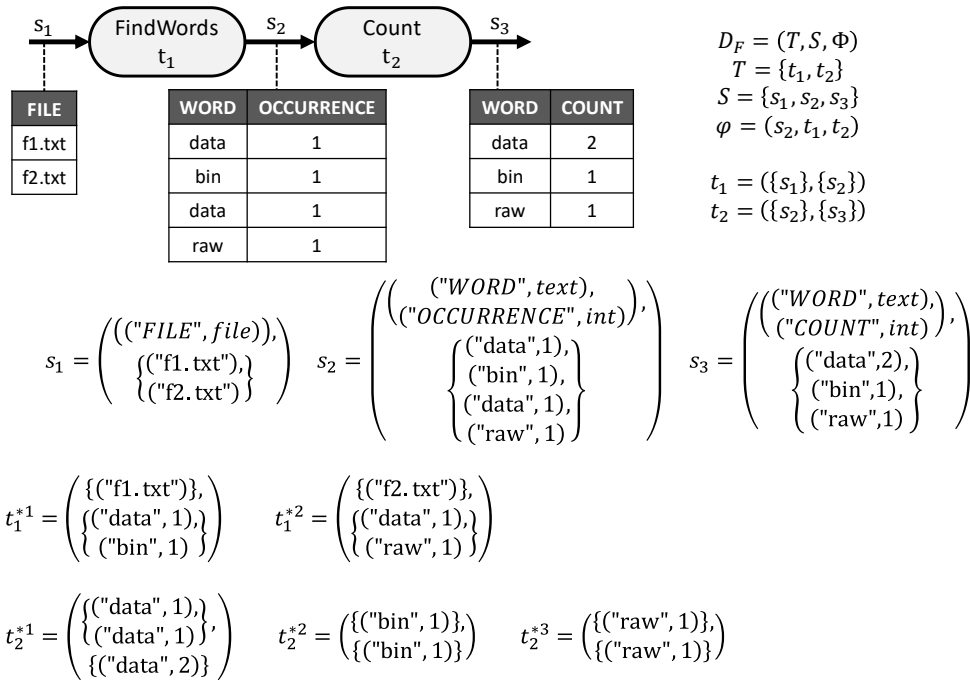 s₁ FindWords s₂ Count s₃
t₁ t₂
FILE
f1.txt
f2.txt
WORD OCCURRENCE
data 1
bin 1
data 1
raw 1
WORD COUNT
data 2
bin 1
raw 1
D_F = (T, S, Φ)
T = {t₁, t₂}
S = {s₁, s₂, s₃}
φ = (s₂, t₁, t₂)
t₁ = ({s₁}, {s₂})
t₂ = ({s₂}, {s₃})
s₁ = ( (("FILE", file)),
{ ("f1. txt"),
("f2. txt") } )
s₂ = ( ( ("WORD", text),
("OCCURRENCE", int) ),
{ ("data",1),
("bin", 1),
("data", 1),
("raw", 1) } )
s₃ = ( ( ("WORD", text),
("COUNT", int) ),
{ ("data",2),
("bin",1),
("raw",1) } )
t₁*¹ = ( {("f1. txt")},
{ ("data", 1),
("bin", 1) } )
t₁*² = ( {("f2. txt")},
{ ("data", 1),
("raw", 1) } )
t₂*¹ = ( { ("data", 1),
("data", 1) },
{("data", 2)} )
t₂*² = ( {("bin", 1)},
{("bin", 1)} )
t₂*³ = ( {("raw", 1)},
{("raw", 1)} )